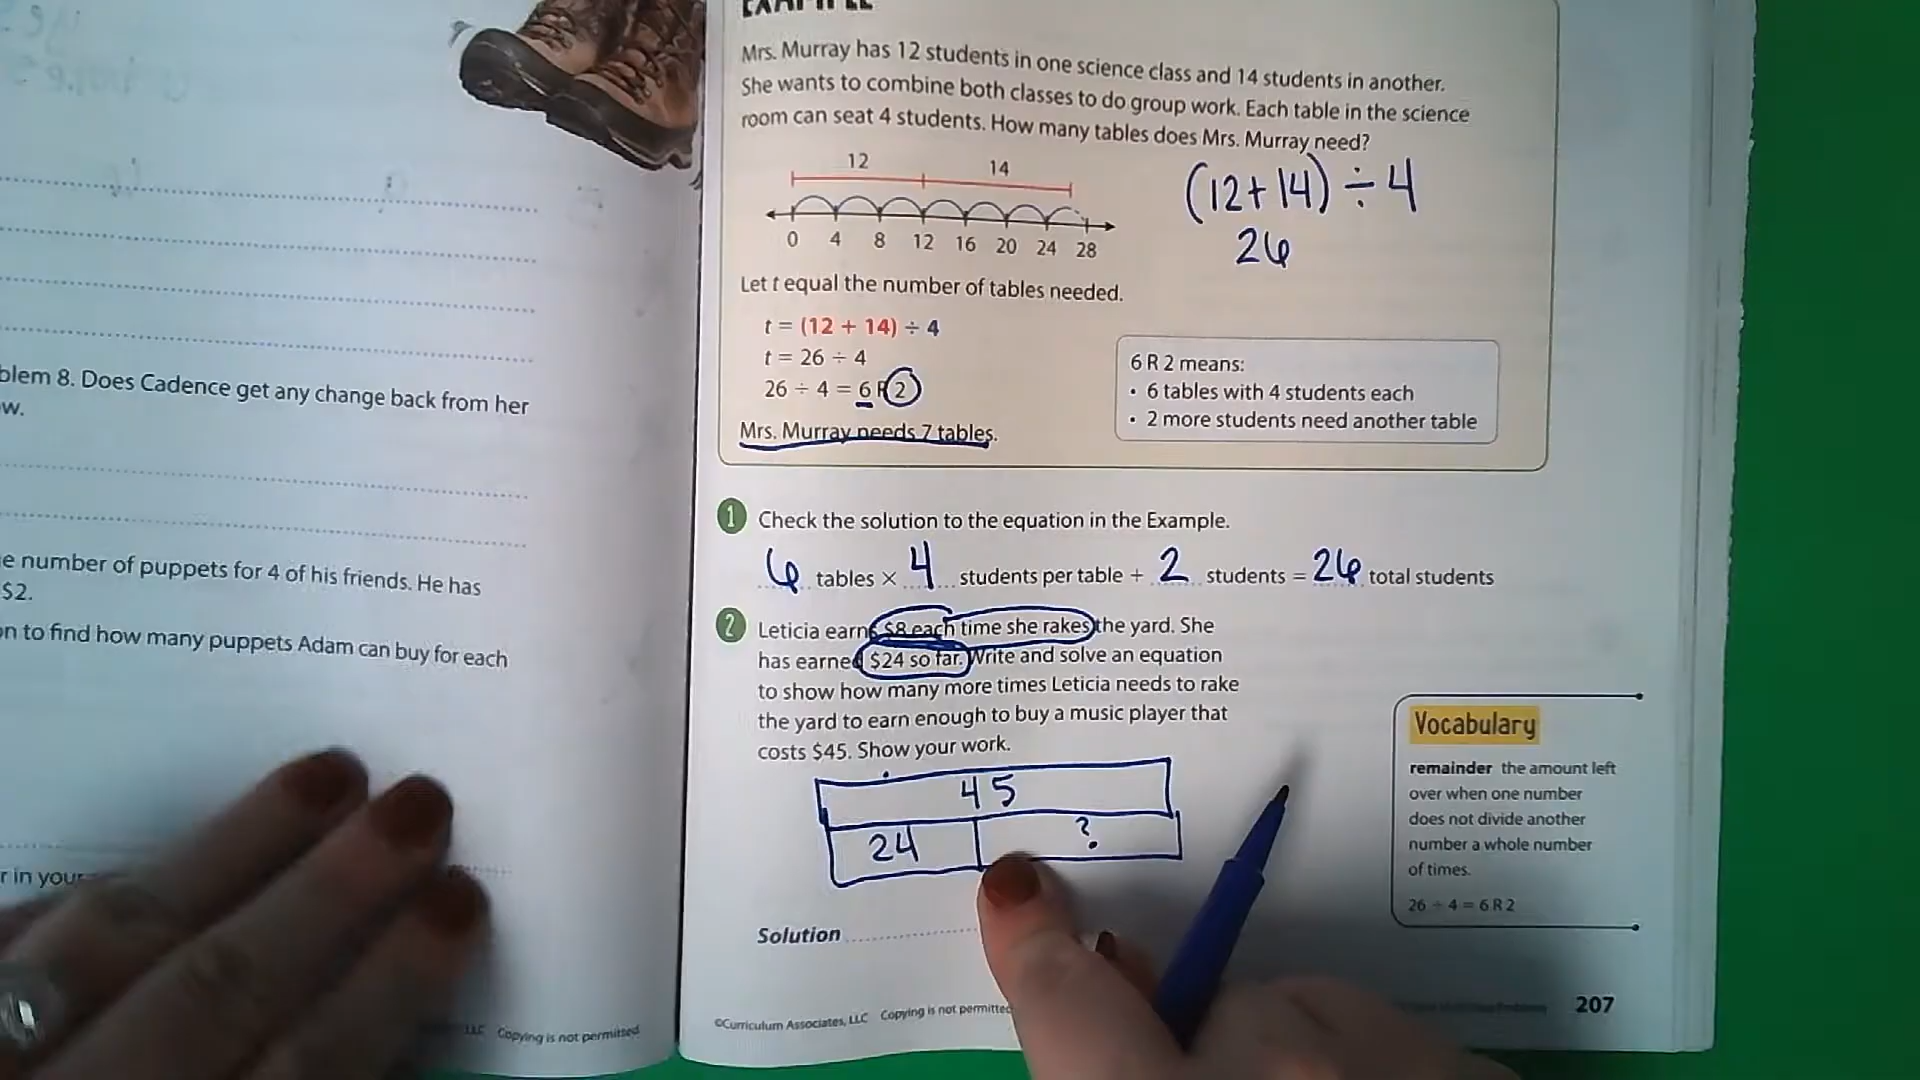 EXAMPLE
Mrs. Murray has 12 students in one science class and 14 students in another.
She wants to combine both classes to do group work. Each table in the science
room can seat 4 students. How many tables does Mrs. Murray need?
12 14
0 4 8 12 16 20 24 28
(12+14) ÷ 4
26
Let t equal the number of tables needed.
t = (12 + 14) ÷ 4
t = 26 ÷ 4
26 ÷ 4 = 6 R 2
Mrs. Murray needs 7 tables.
6 R 2 means:
• 6 tables with 4 students each
• 2 more students need another table
1 Check the solution to the equation in the Example.
6 tables × 4 students per table + 2 students = 26 total students
2 Leticia earns $8 each time she rakes the yard. She
has earned $24 so far. Write and solve an equation
to show how many more times Leticia needs to rake
the yard to earn enough to buy a music player that
costs $45. Show your work.
45
24 ?
Solution
Vocabulary
remainder the amount left
over when one number
does not divide another
number a whole number
of times.
26 ÷ 4 = 6 R 2
©Curriculum Associates, LLC Copying is not permitted
207
blem 8. Does Cadence get any change back from her
w.
e number of puppets for 4 of his friends. He has
$2.
on to find how many puppets Adam can buy for each
r in your
LLC Copying is not permitted